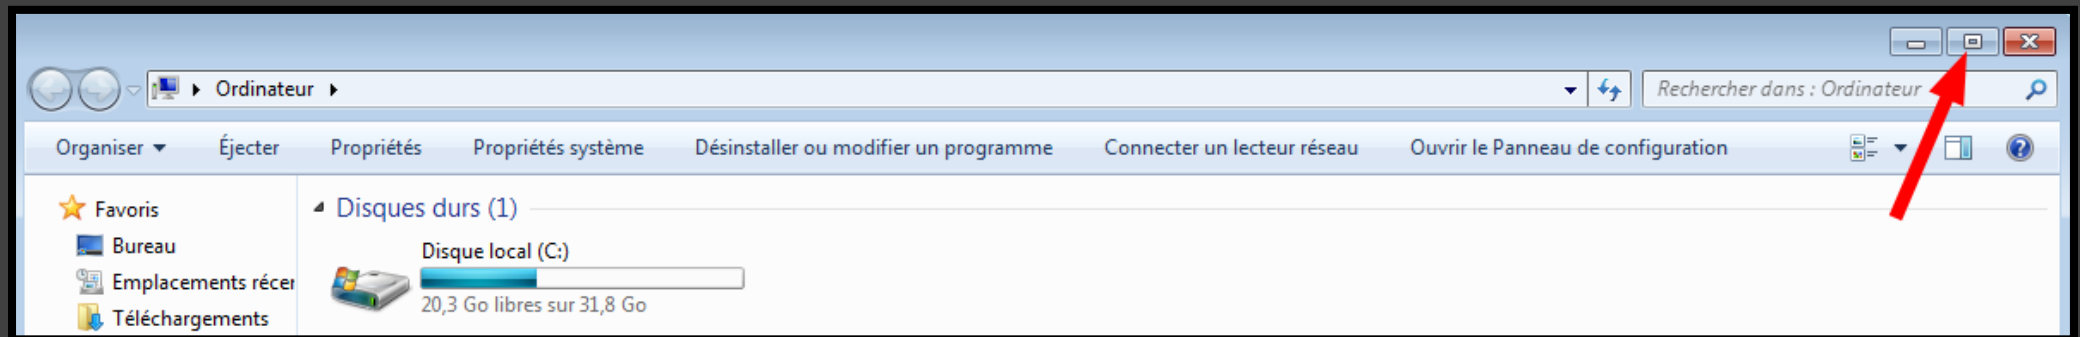 Ordinateur
Rechercher dans : Ordinateur
Organiser Éjecter Propriétés Propriétés système Désinstaller ou modifier un programme Connecter un lecteur réseau Ouvrir le Panneau de configuration
Favoris
Bureau
Emplacements récer
Téléchargements
Disques durs (1)
Disque local (C:)
20,3 Go libres sur 31,8 Go